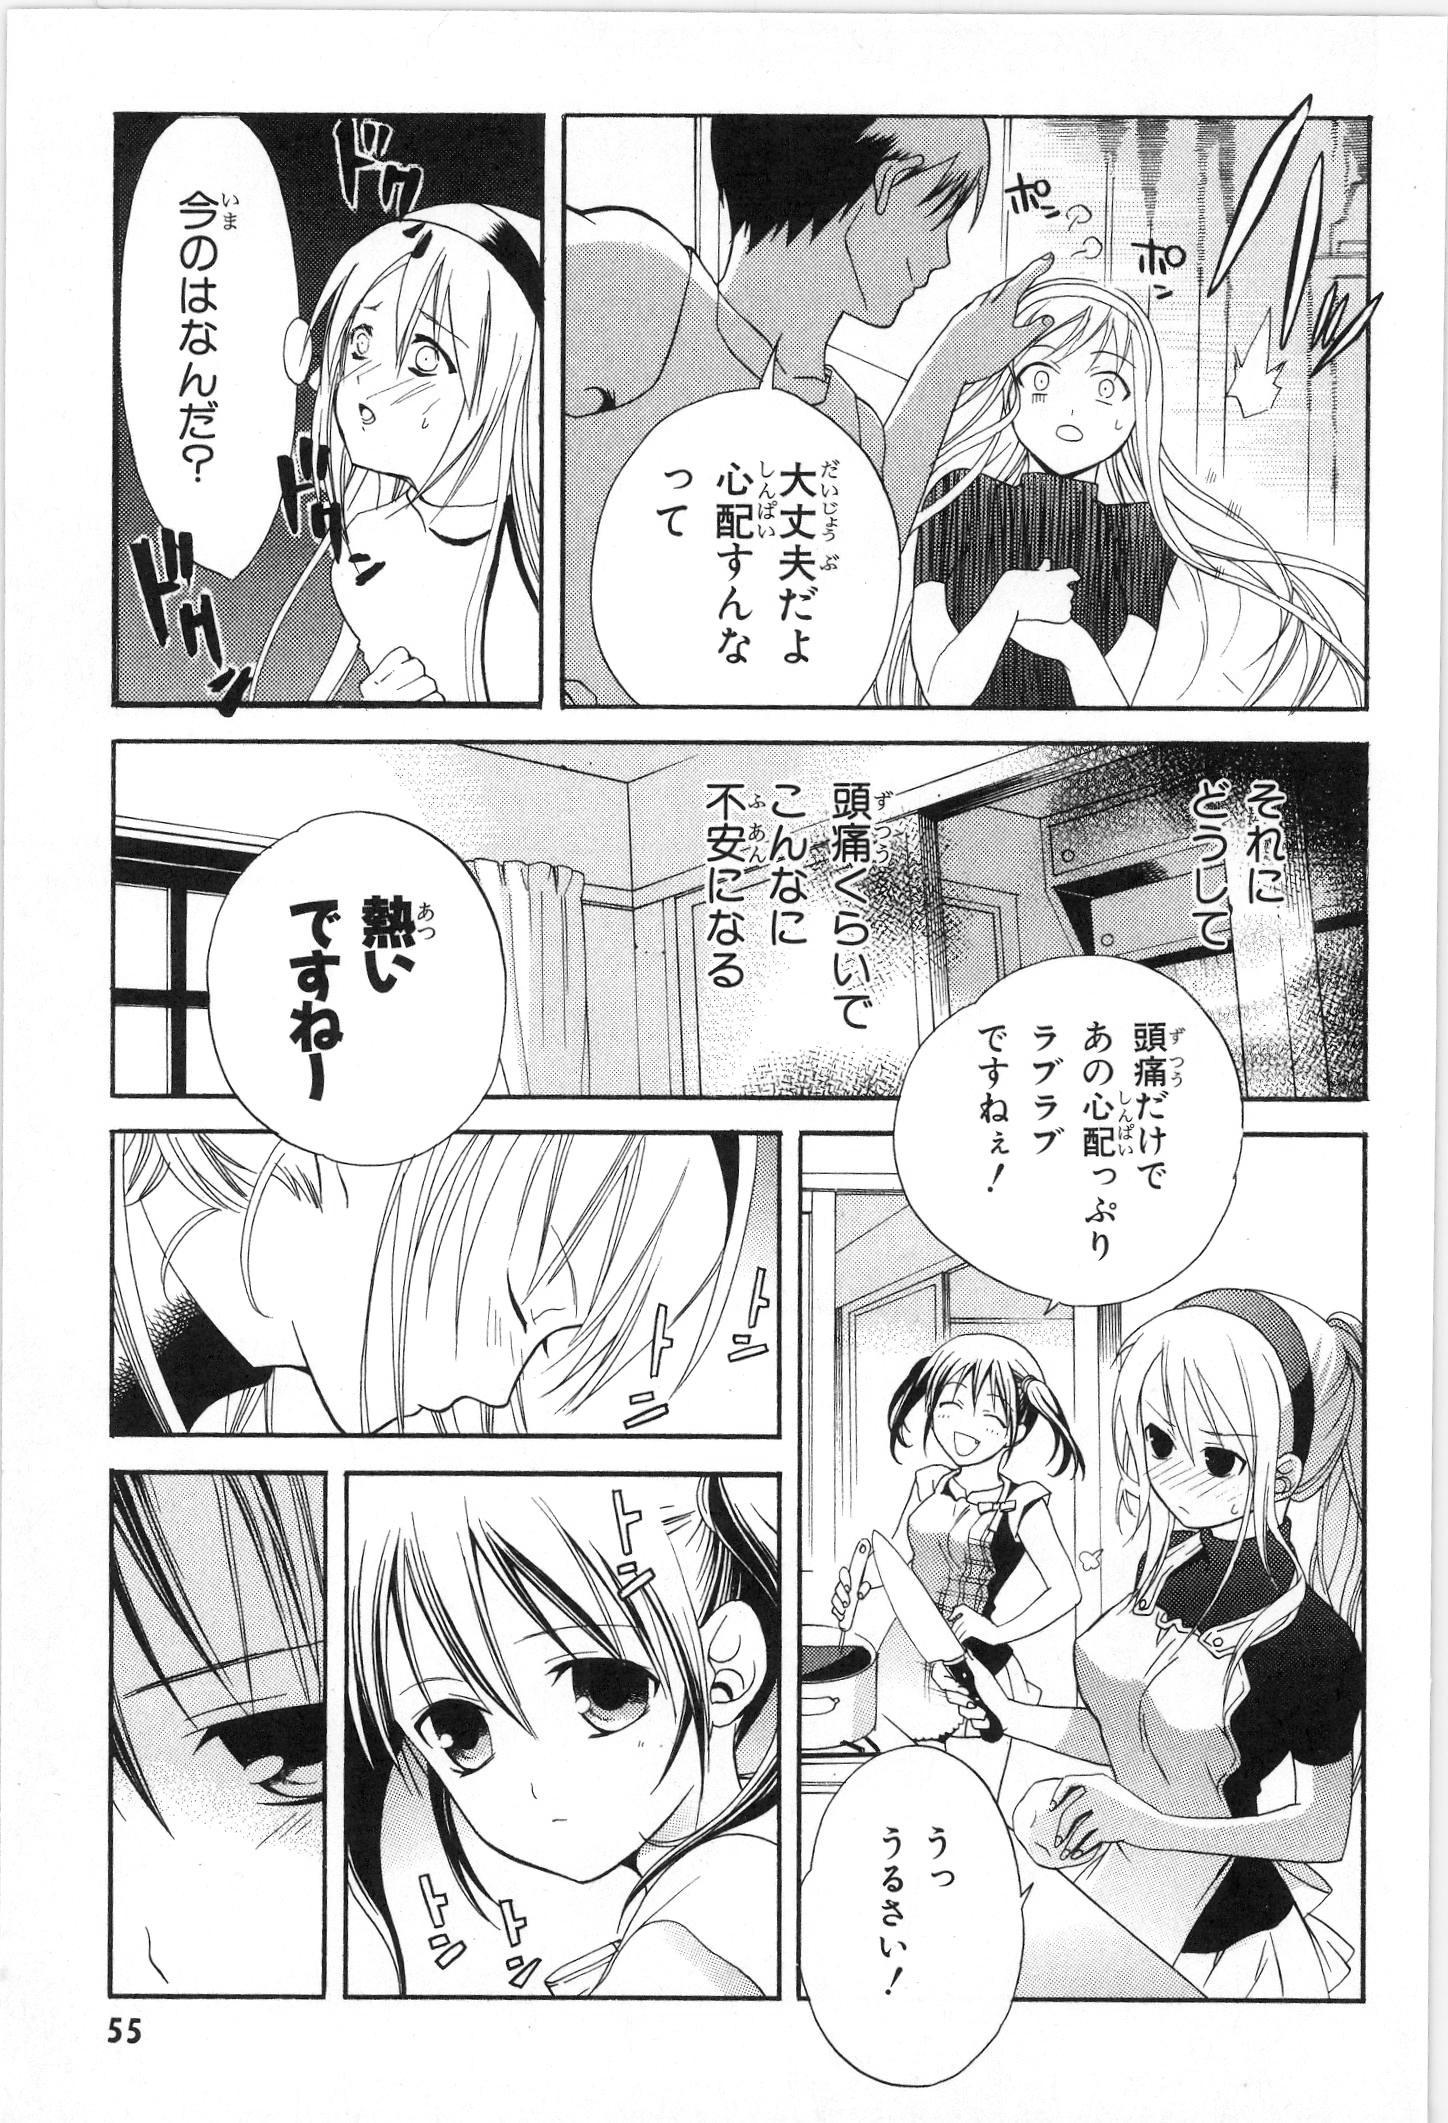 ポン
ポン
大丈夫だよ
心配すんな
って
ドク
今のはなんだ?
ドクン
ドクン
それに
どうして
頭痛くらいで
こんなに
不安になる
頭痛だけで
あの心配っぷり
ラブラブ
ですねぇ!
熱い
ですねー
うっ
うるさい!
トン
トン
トン
トン
トン
55